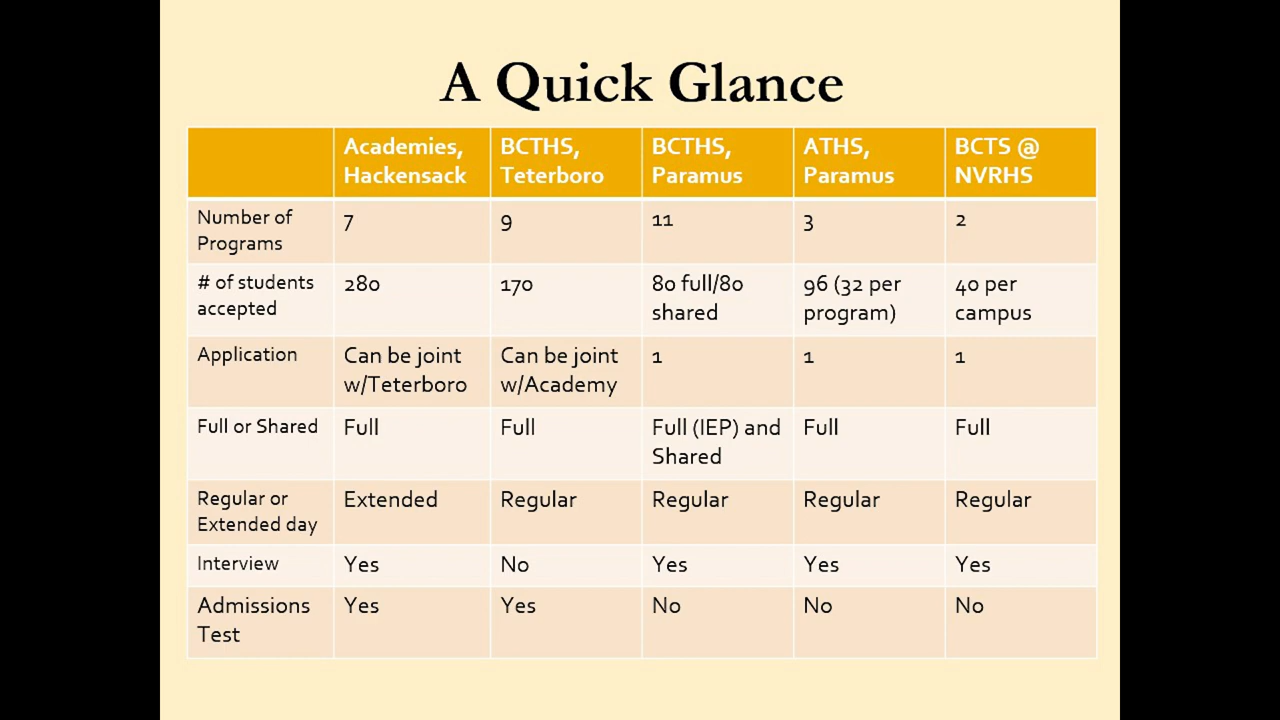 A Quick Glance
Academies, Hackensack BCTHS, Teterboro BCTHS, Paramus ATHS, Paramus BCTS @ NVRHS
Number of Programs 7 9 11 3 2
# of students accepted 280 170 80 full/80 shared 96 (32 per program) 40 per campus
Application Can be joint w/Teterboro Can be joint w/Academy 1 1 1
Full or Shared Full Full Full (IEP) and Shared Full Full
Regular or Extended day Extended Regular Regular Regular Regular
Interview Yes No Yes Yes Yes
Admissions Test Yes Yes No No No